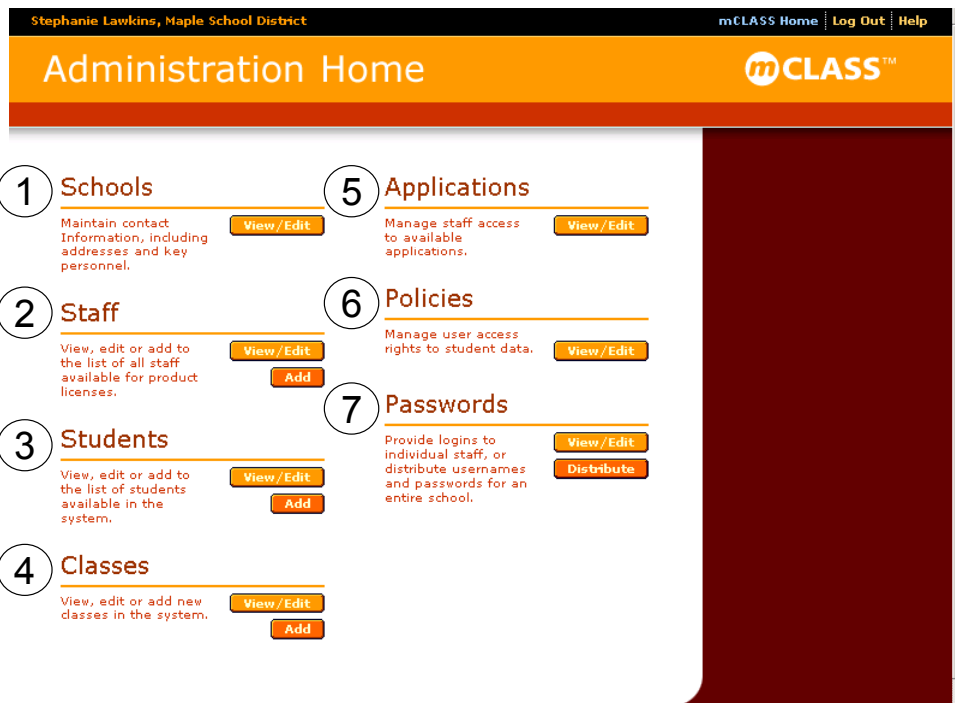 Stephanie Lawkins, Maple School District
mCLASS Home Log Out Help
Administration Home
mCLASS™
1 Schools
Maintain contact
Information, including
addresses and key
personnel.
View/Edit
2 Staff
View, edit or add to
the list of all staff
available for product
licenses.
View/Edit
Add
3 Students
View, edit or add to
the list of students
available in the
system.
View/Edit
Add
4 Classes
View, edit or add new
classes in the system.
View/Edit
Add
5 Applications
Manage staff access
to available
applications.
View/Edit
6 Policies
Manage user access
rights to student data.
View/Edit
7 Passwords
Provide logins to
individual staff, or
distribute usernames
and passwords for an
entire school.
View/Edit
Distribute